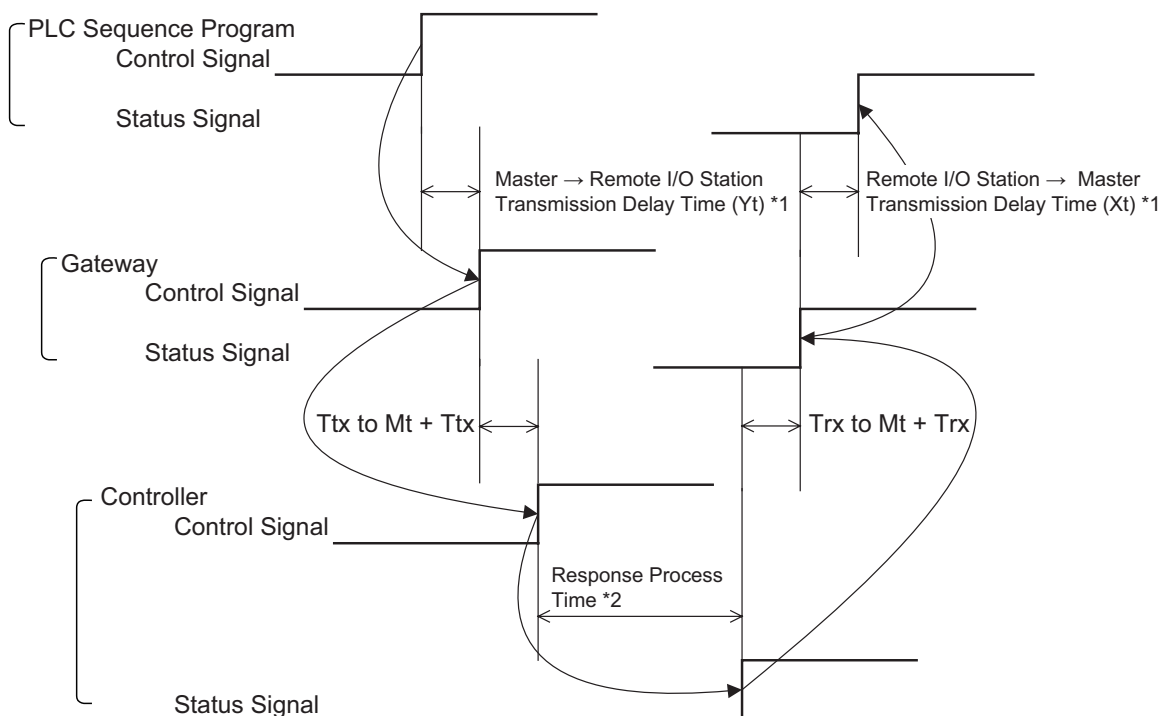 PLC Sequence Program
Control Signal
Status Signal
Master → Remote I/O Station
Transmission Delay Time (Yt) *1
Remote I/O Station → Master
Transmission Delay Time (Xt) *1
Gateway
Control Signal
Status Signal
Ttx to Mt + Ttx
Trx to Mt + Trx
Controller
Control Signal
Response Process
Time *2
Status Signal